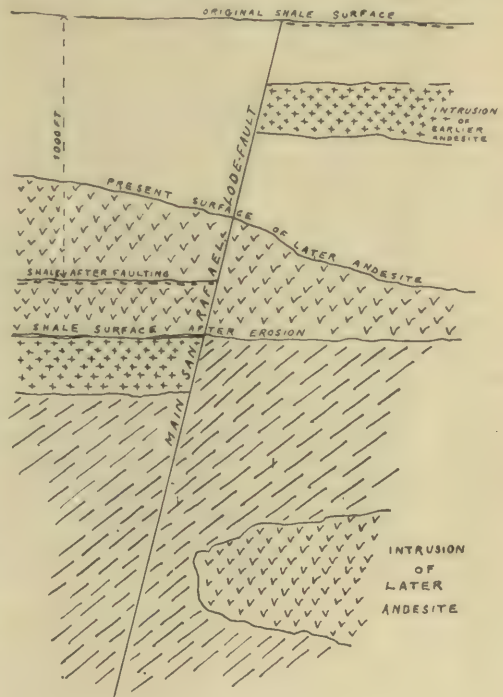 ORIGINAL SHALE SURFACE
1000 FT
INTRUSION
OF
EARLIER
ANDESITE
PRESENT SURFACE OF LATER ANDESITE
MAIN SAN RAFAEL LODE-FAULT
SHALE AFTER FAULTING
SHALE SURFACE AFTER EROSION
INTRUSION
OF
LATER
ANDESITE